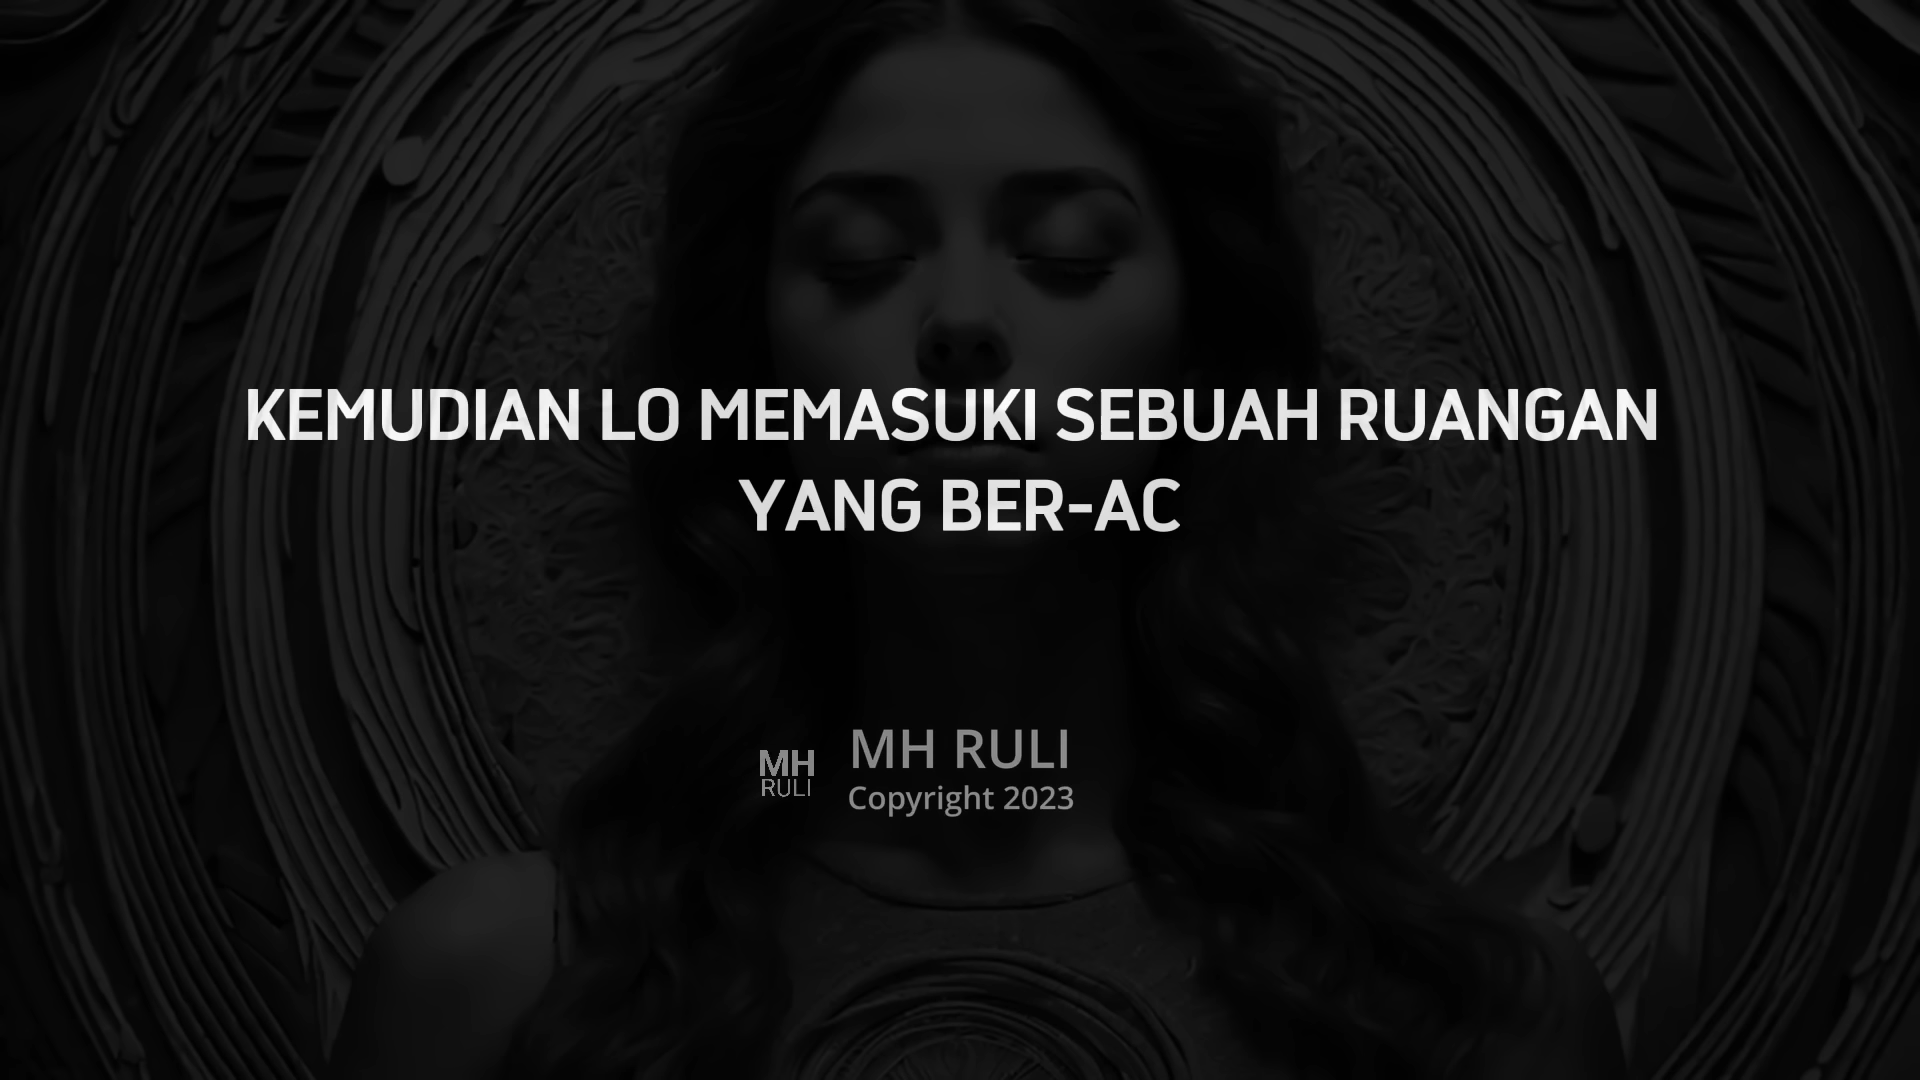 KEMUDIAN LO MEMASUKI SEBUAH RUANGAN
YANG BER-AC
MH
RULI
MH RULI
Copyright 2023